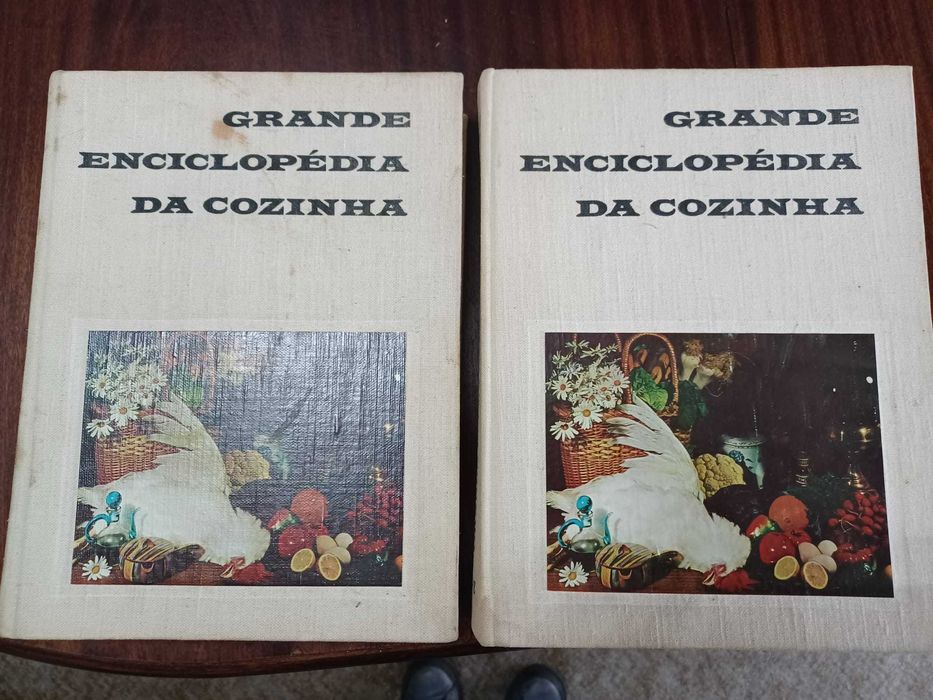 GRANDE
ENCICLOPÉDIA
DA COZINHA
GRANDE
ENCICLOPÉDIA
DA COZINHA